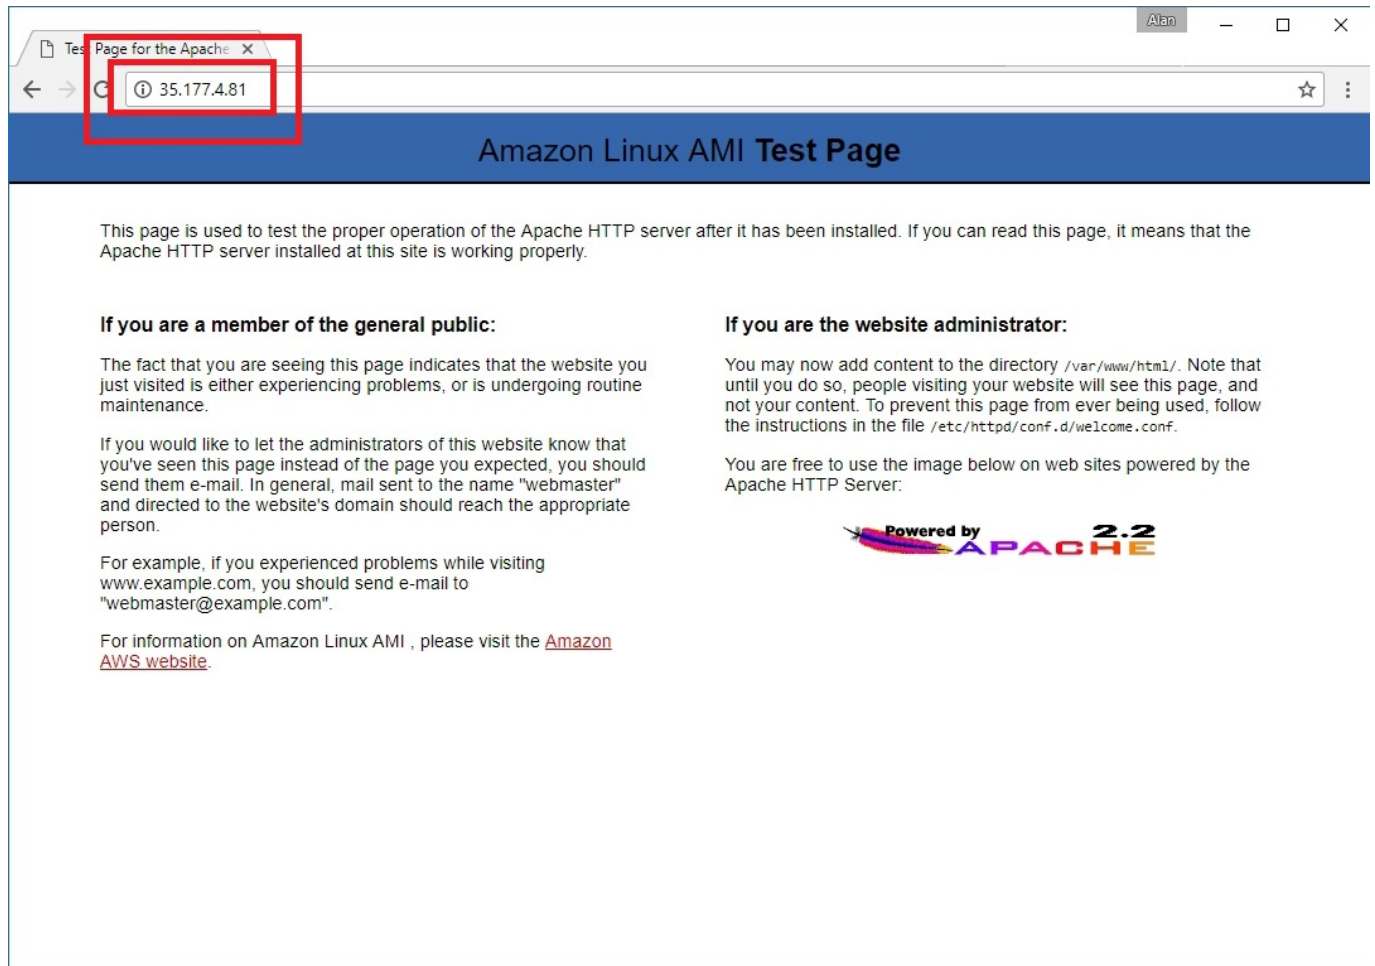 Alan
Test Page for the Apache
35.177.4.81
Amazon Linux AMI Test Page
This page is used to test the proper operation of the Apache HTTP server after it has been installed. If you can read this page, it means that the
Apache HTTP server installed at this site is working properly.
If you are a member of the general public:
The fact that you are seeing this page indicates that the website you
just visited is either experiencing problems, or is undergoing routine
maintenance.
If you would like to let the administrators of this website know that
you've seen this page instead of the page you expected, you should
send them e-mail. In general, mail sent to the name "webmaster"
and directed to the website's domain should reach the appropriate
person.
For example, if you experienced problems while visiting
www.example.com, you should send e-mail to
"webmaster@example.com".
For information on Amazon Linux AMI , please visit the Amazon
AWS website.
If you are the website administrator:
You may now add content to the directory /var/www/html/. Note that
until you do so, people visiting your website will see this page, and
not your content. To prevent this page from ever being used, follow
the instructions in the file /etc/httpd/conf.d/welcome.conf.
You are free to use the image below on web sites powered by the
Apache HTTP Server:
Powered by 2.2
APACHE